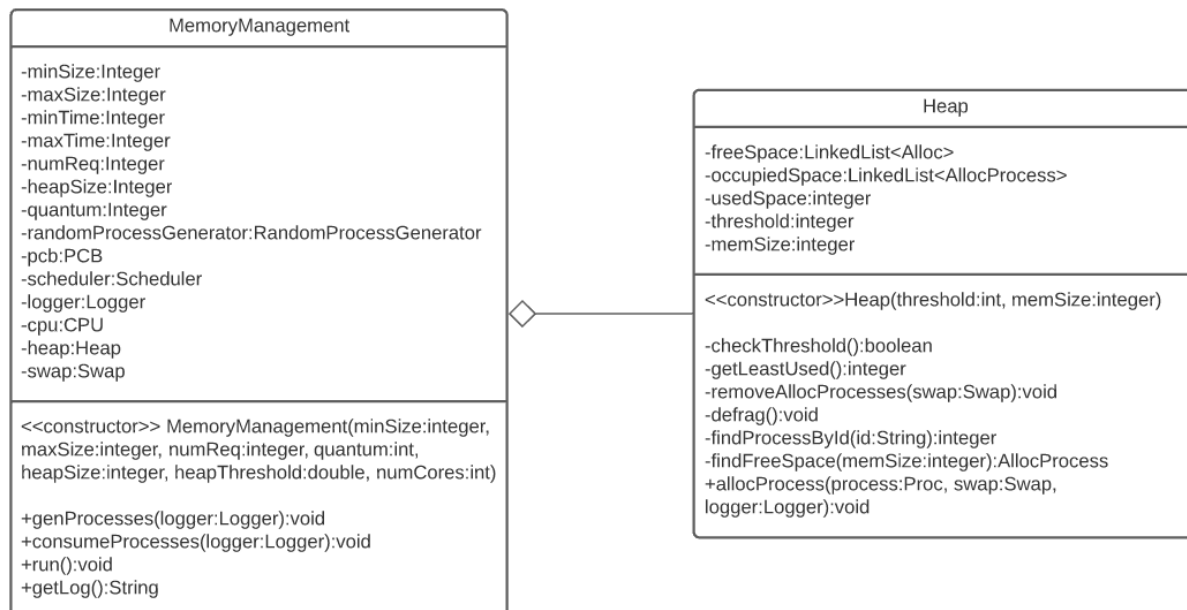 MemoryManagement
-minSize:Integer
-maxSize:Integer
-minTime:Integer
-maxTime:Integer
-numReq:Integer
-heapSize:Integer
-quantum:Integer
-randomProcessGenerator:RandomProcessGenerator
-pcb:PCB
-scheduler:Scheduler
-logger:Logger
-cpu:CPU
-heap:Heap
-swap:Swap
<<constructor>> MemoryManagement(minSize:integer,
maxSize:integer, numReq:integer, quantum:int,
heapSize:integer, heapThreshold:double, numCores:int)
+genProcesses(logger:Logger):void
+consumeProcesses(logger:Logger):void
+run():void
+getLog():String
Heap
-freeSpace:LinkedList<Alloc>
-occupiedSpace:LinkedList<AllocProcess>
-usedSpace:integer
-threshold:integer
-memSize:integer
<<constructor>>Heap(threshold:int, memSize:integer)
-checkThreshold():boolean
-getLeastUsed():integer
-removeAllocProcesses(swap:Swap):void
-defrag():void
-findProcessById(id:String):integer
-findFreeSpace(memSize:integer):AllocProcess
+allocProcess(process:Proc, swap:Swap,
logger:Logger):void